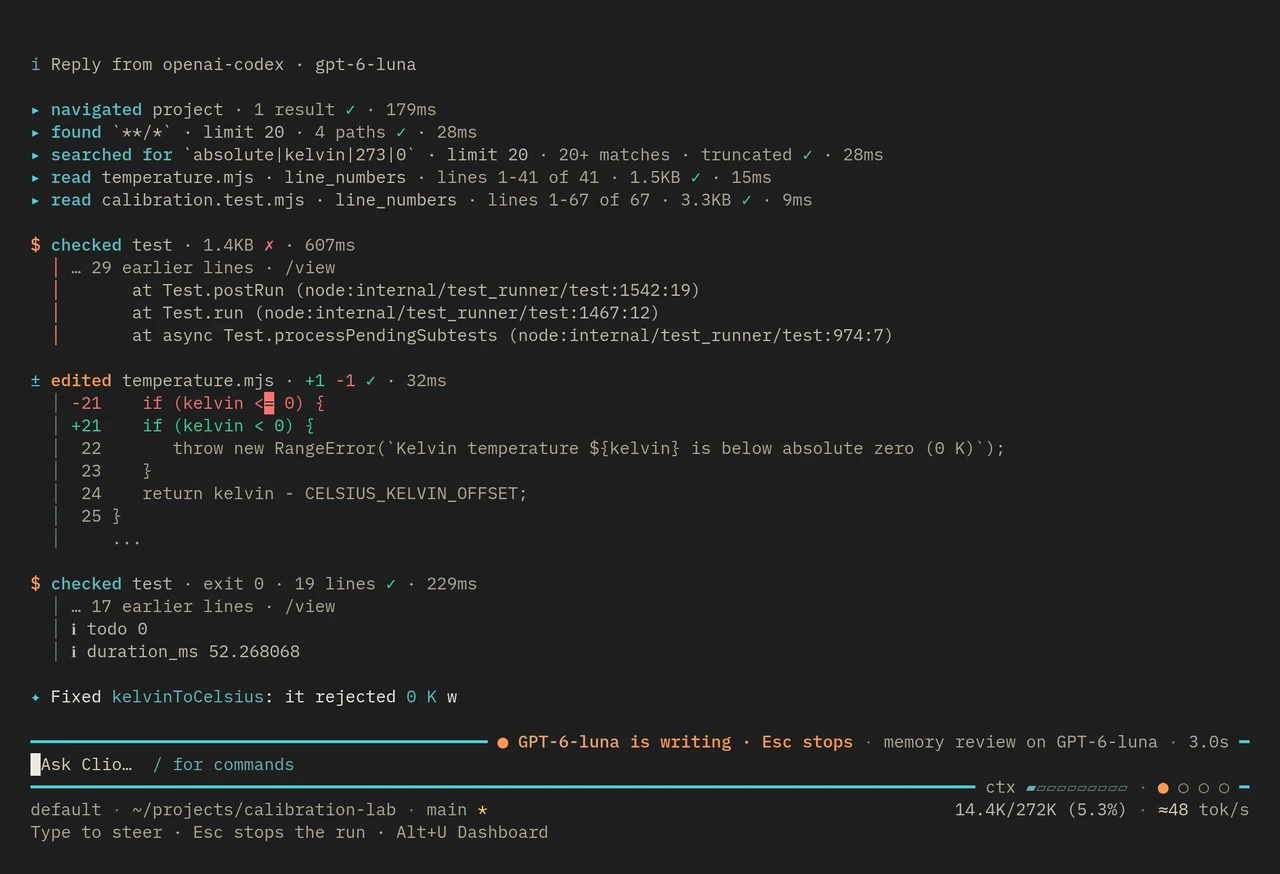 i Reply from openai-codex · gpt-6-luna
▸ navigated project · 1 result ✓ · 179ms
▸ found `**/*` · limit 20 · 4 paths ✓ · 28ms
▸ searched for `absolute|kelvin|273|0` · limit 20 · 20+ matches · truncated ✓ · 28ms
▸ read temperature.mjs · line_numbers · lines 1-41 of 41 · 1.5KB ✓ · 15ms
▸ read calibration.test.mjs · line_numbers · lines 1-67 of 67 · 3.3KB ✓ · 9ms
$ checked test · 1.4KB ✗ · 607ms
│ … 29 earlier lines · /view
│ at Test.postRun (node:internal/test_runner/test:1542:19)
│ at Test.run (node:internal/test_runner/test:1467:12)
│ at async Test.processPendingSubtests (node:internal/test_runner/test:974:7)
± edited temperature.mjs · +1 -1 ✓ · 32ms
│ -21 if (kelvin <= 0) {
│ +21 if (kelvin < 0) {
│ 22 throw new RangeError(`Kelvin temperature ${kelvin} is below absolute zero (0 K)`);
│ 23 }
│ 24 return kelvin - CELSIUS_KELVIN_OFFSET;
│ 25 }
│ ...
$ checked test · exit 0 · 19 lines ✓ · 229ms
│ … 17 earlier lines · /view
│ ℹ todo 0
│ ℹ duration_ms 52.268068
✦ Fixed kelvinToCelsius: it rejected 0 K w
● GPT-6-luna is writing · Esc stops · memory review on GPT-6-luna · 3.0s
Ask Clio… / for commands
ctx ▰▱▱▱▱▱▱▱▱▱ · ● ○ ○ ○
default · ~/projects/calibration-lab · main * 14.4K/272K (5.3%) · ≈48 tok/s
Type to steer · Esc stops the run · Alt+U Dashboard